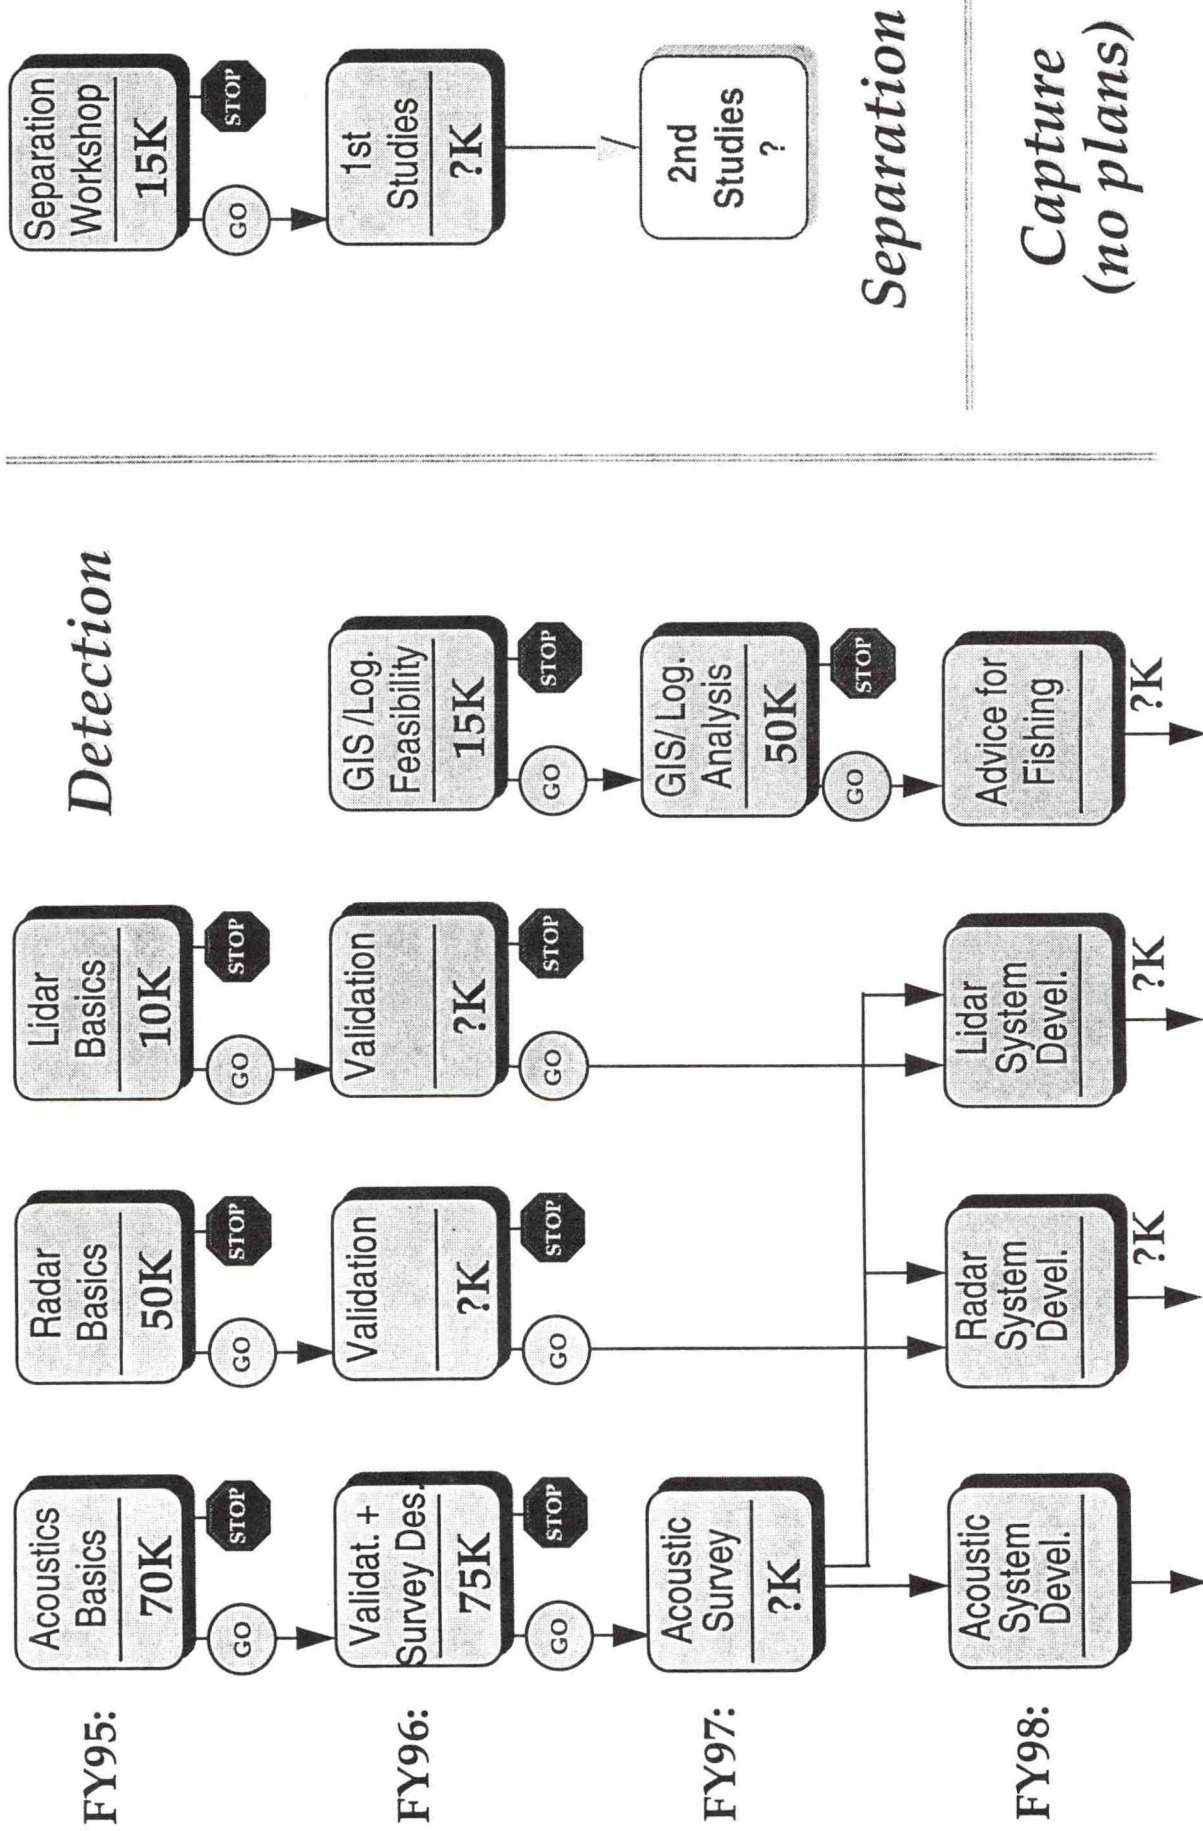 Detection
FY95:
Acoustics
Basics
70K
GO
STOP
Radar
Basics
50K
GO
STOP
Lidar
Basics
10K
GO
STOP
Separation
Workshop
15K
GO
STOP
FY96:
Validat. +
Survey Des.
75K
GO
STOP
Validation
?K
GO
STOP
Validation
?K
GO
STOP
GIS /Log.
Feasibility
15K
GO
STOP
1st
Studies
?K
FY97:
Acoustic
Survey
?K
GIS/ Log.
Analysis
50K
GO
STOP
2nd
Studies
?
Separation
FY98:
Acoustic
System
Devel.
Radar
System
Devel.
?K
Lidar
System
Devel.
?K
Advice for
Fishing
?K
Capture
(no plans)